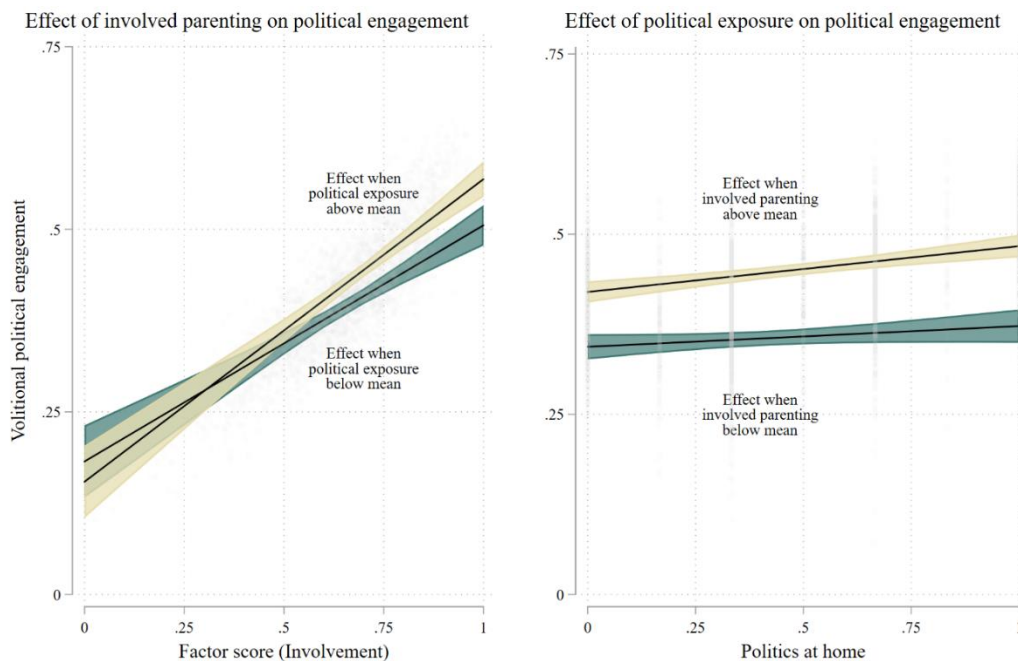 Effect of involved parenting on political engagement
.75
.5
.25
0
Volitional political engagement
Effect when
political exposure
above mean
Effect when
political exposure
below mean
0
.25
.5
.75
1
Factor score (Involvement)
Effect of political exposure on political engagement
.75
.5
.25
0
Effect when
involved parenting
above mean
Effect when
involved parenting
below mean
0
.25
.5
.75
1
Politics at home